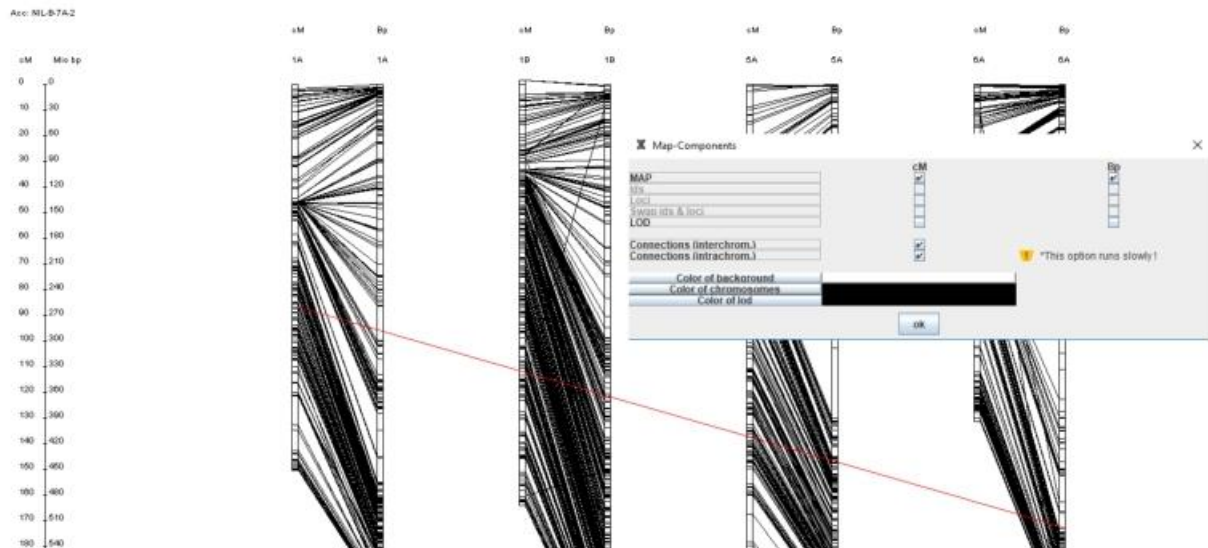 Acc: NIL-B-7A-2
cM Bp cM Bp cM Bp cM Bp
cM Mio bp 1A 1A 1B 1B 5A 5A 6A 6A
0 0
10 30
20 60
30 90
40 120
50 150
60 180
70 210
80 240
90 270
100 300
110 330
120 360
130 390
140 420
150 450
160 480
170 510
180 540
Map-Components
cM Bp
MAP
Ids
Loci
Swap ids & loci
LOD
Connections (interchrom.)
Connections (intrachrom.) ! *This option runs slowly!
Color of background
Color of chromosomes
Color of lod
ok